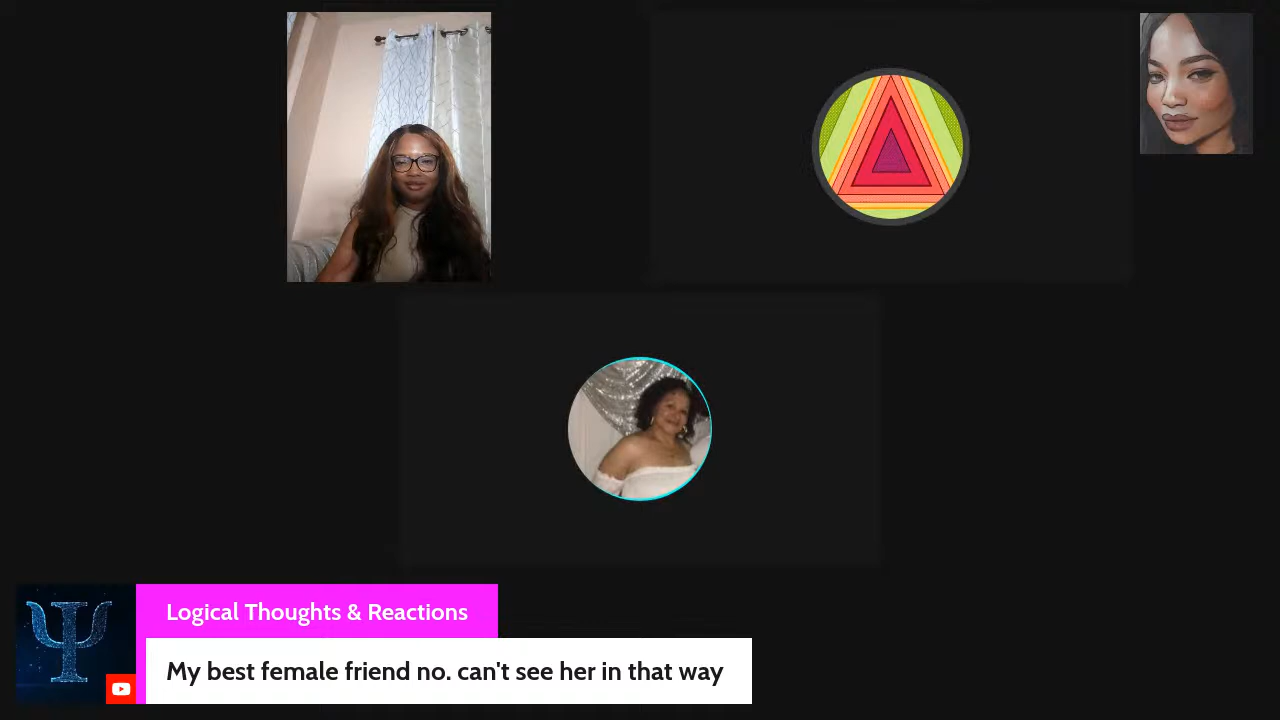 Logical Thoughts & Reactions
My best female friend no. can't see her in that way